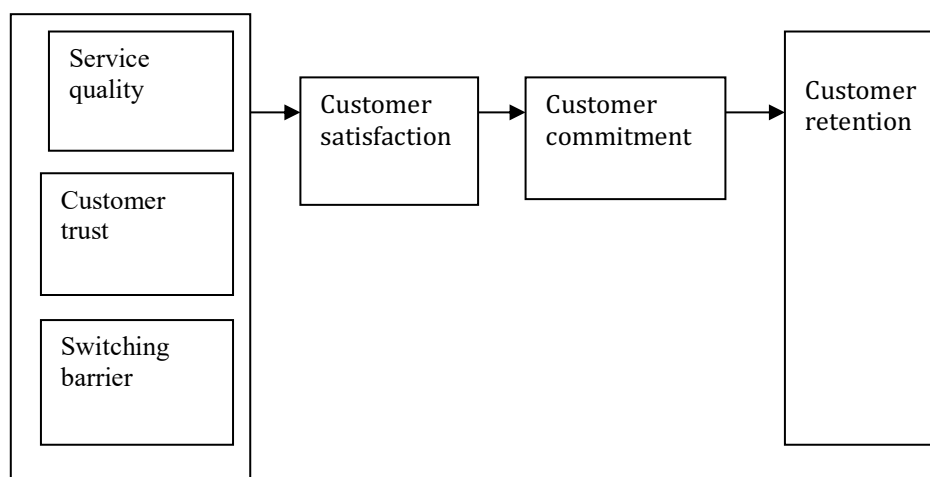 Service
quality
Customer
trust
Switching
barrier
Customer
satisfaction
Customer
commitment
Customer
retention